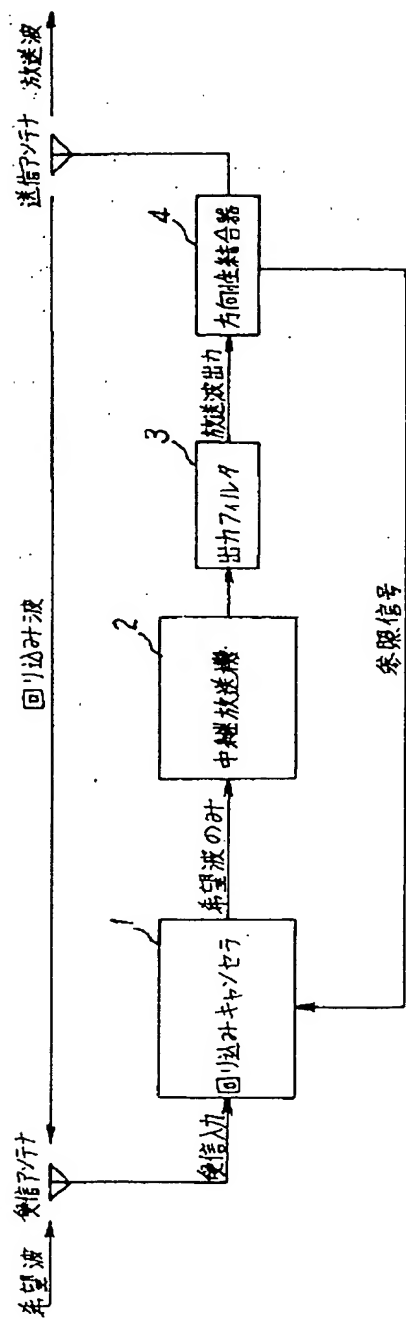 希望波
受信アンテナ
回り込み波
送信アンテナ
放送波
受信入力
1
回り込みキャンセラ
希望波のみ
2
中継放送機
3
出力フィルタ
放送波出力
4
方向性結合器
参照信号